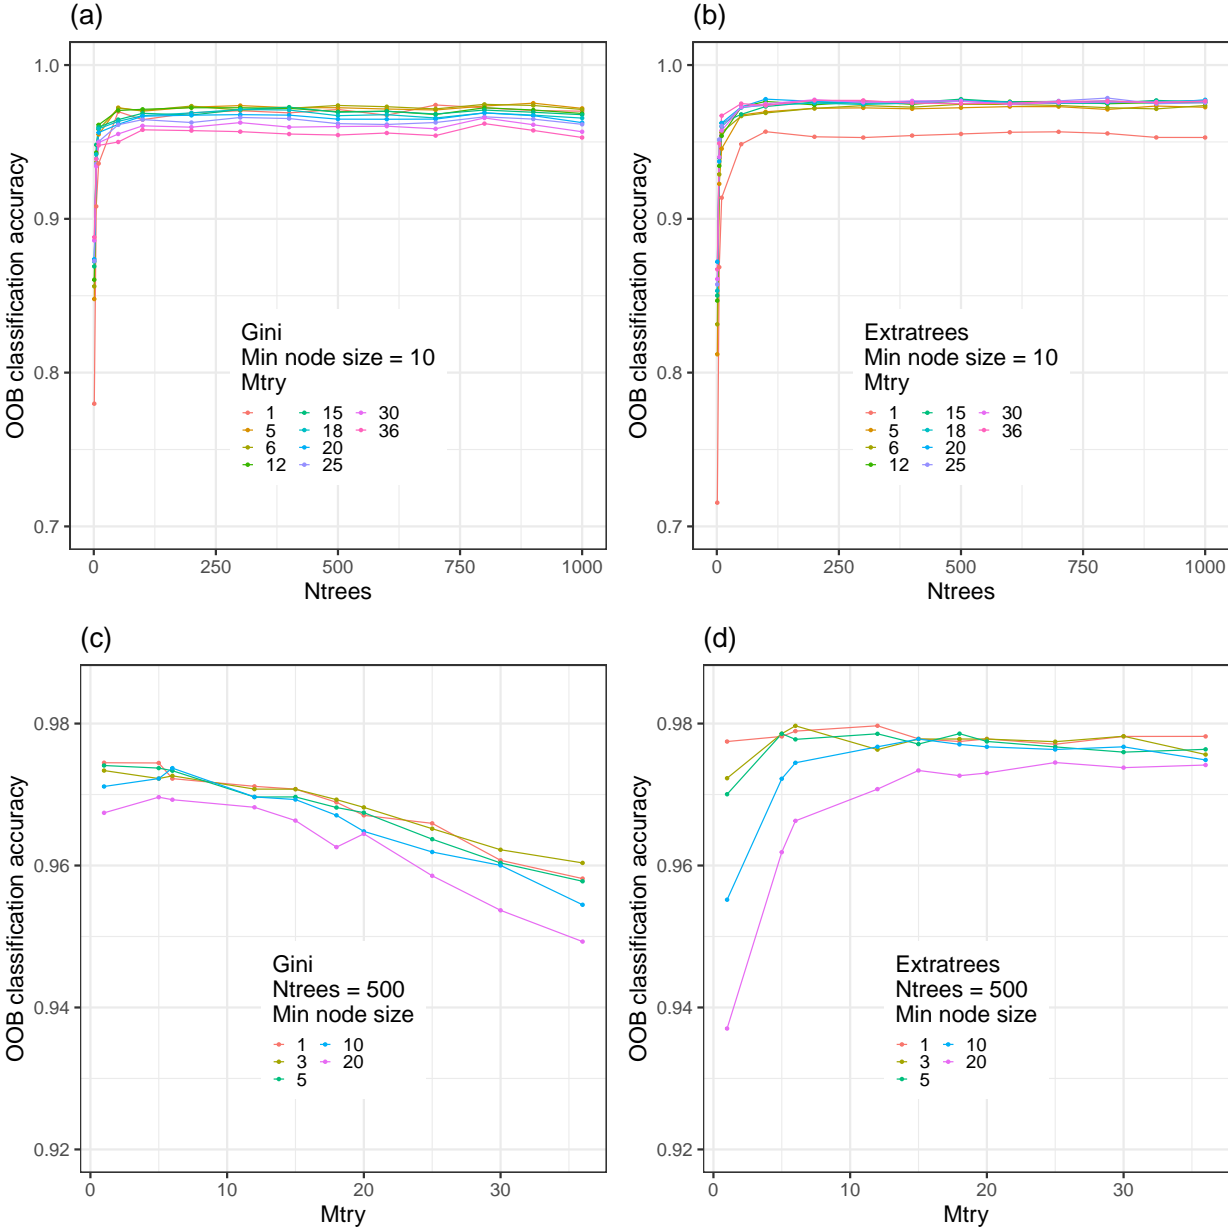 (a)
OOB classification accuracy
1.0
0.9
0.8
0.7
Gini
Min node size = 10
Mtry
1 15 30
5 18 36
6 20
12 25
0 250 500 750 1000
Ntrees
(b)
OOB classification accuracy
1.0
0.9
0.8
0.7
Extratrees
Min node size = 10
Mtry
1 15 30
5 18 36
6 20
12 25
0 250 500 750 1000
Ntrees
(c)
OOB classification accuracy
0.98
0.96
0.94
0.92
Gini
Ntrees = 500
Min node size
1 10
3 20
5
0 10 20 30
Mtry
(d)
OOB classification accuracy
0.98
0.96
0.94
0.92
Extratrees
Ntrees = 500
Min node size
1 10
3 20
5
0 10 20 30
Mtry